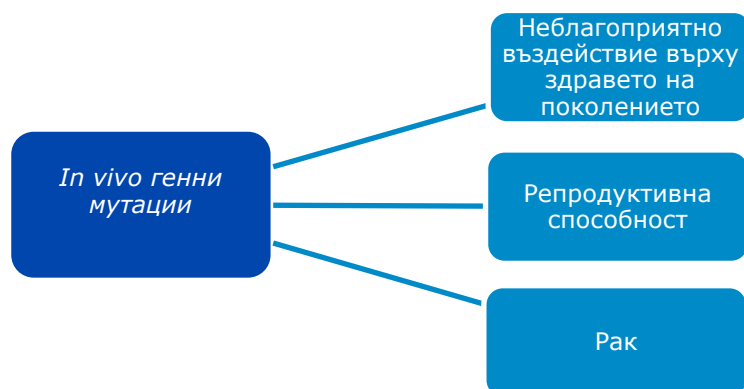 In vivo генни
мутации
Неблагоприятно
въздействие върху
здравето на
поколението
Репродуктивна
способност
Рак